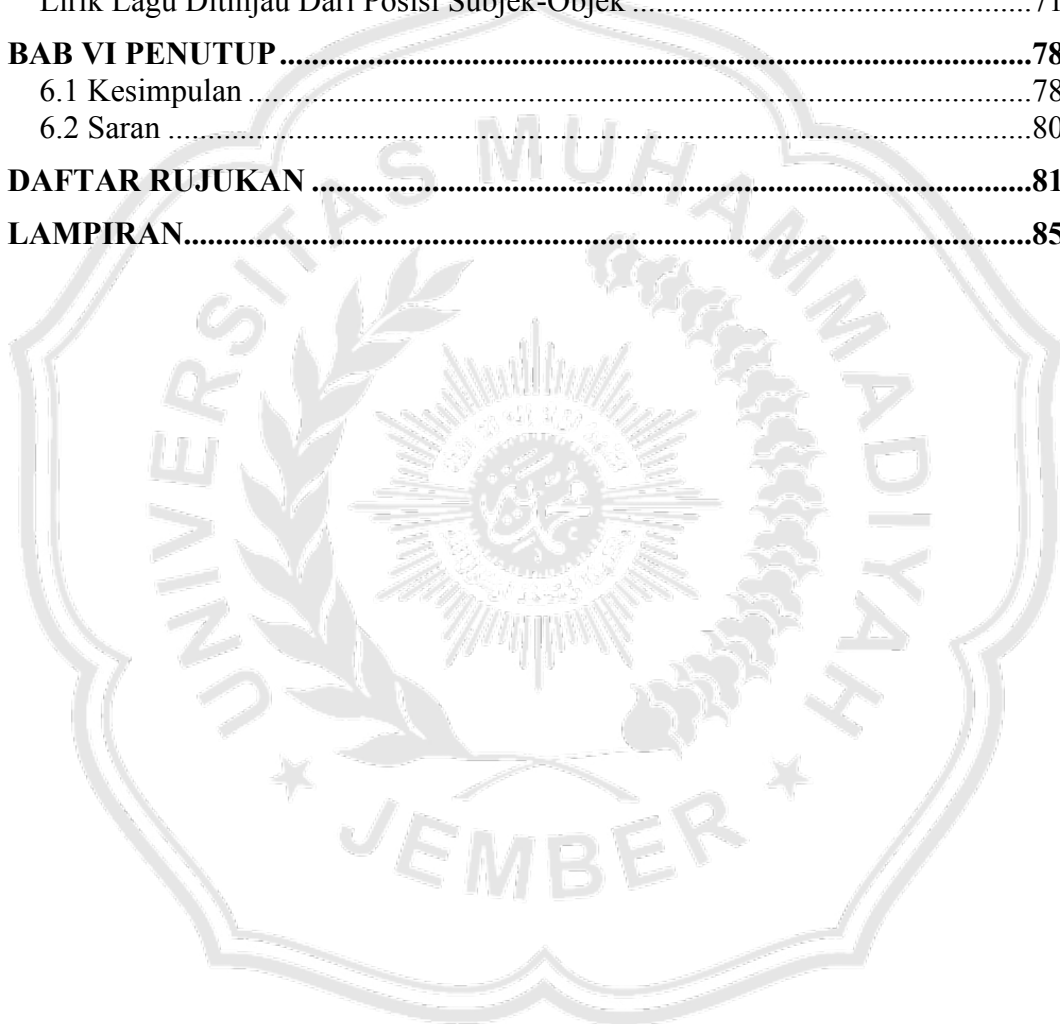 Lirik Lagu Ditinjau Dari Posisi Subjek-Objek ................................................ 71
BAB VI PENUTUP ..................................................................................... 78
6.1 Kesimpulan ........................................................................................... 78
6.2 Saran .................................................................................................... 80
DAFTAR RUJUKAN .................................................................................. 81
LAMPIRAN................................................................................................. 85
UNIVERSITAS MUHAMMADIYAH
JEMBER